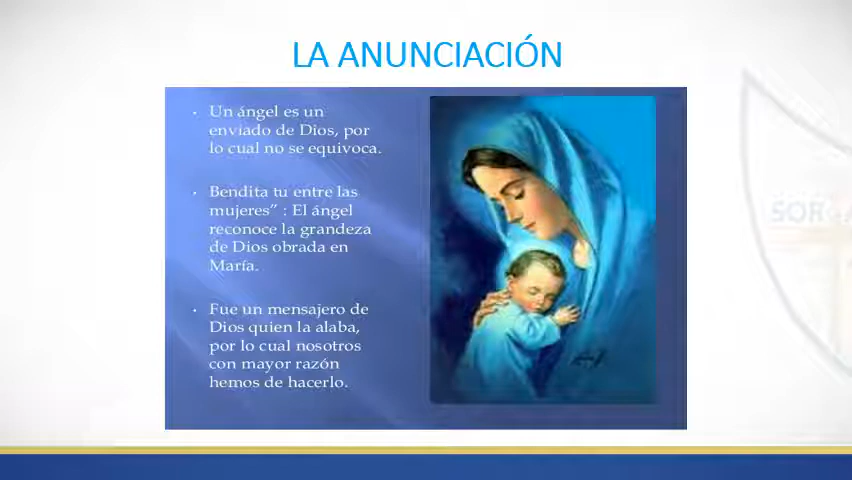 LA ANUNCIACIÓN
• Un ángel es un
enviado de Dios, por
lo cual no se equivoca.
• Bendita tu entre las
mujeres” : El ángel
reconoce la grandeza
de Dios obrada en
María.
• Fue un mensajero de
Dios quien la alaba,
por lo cual nosotros
con mayor razón
hemos de hacerlo.
SOR